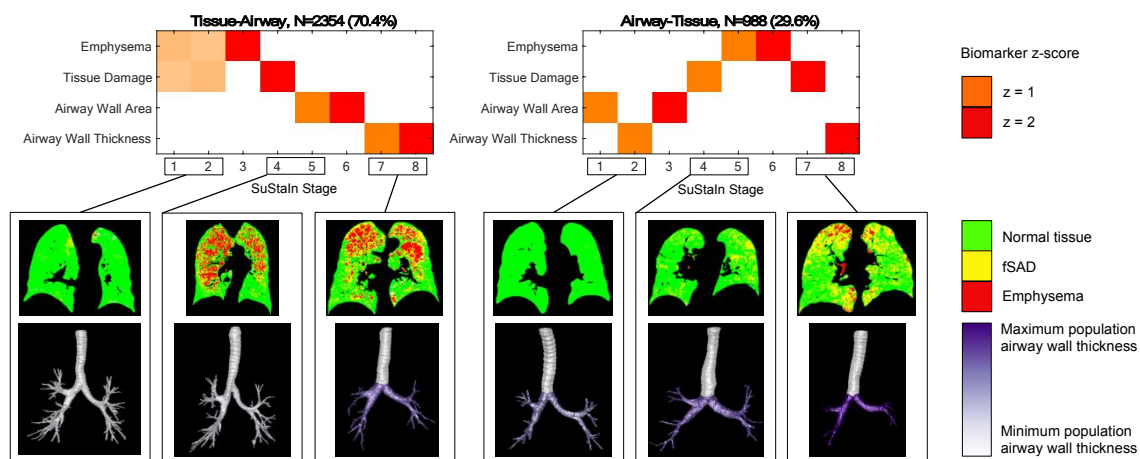 Tissue-Airway, N=2354 (70.4%)
Emphysema
Tissue Damage
Airway Wall Area
Airway Wall Thickness
1 2 3 4 5 6 7 8
SuStaIn Stage
Airway-Tissue, N=988 (29.6%)
Emphysema
Tissue Damage
Airway Wall Area
Airway Wall Thickness
1 2 3 4 5 6 7 8
SuStaIn Stage
Biomarker z-score
z = 1
z = 2
Normal tissue
fSAD
Emphysema
Maximum population
airway wall thickness
Minimum population
airway wall thickness